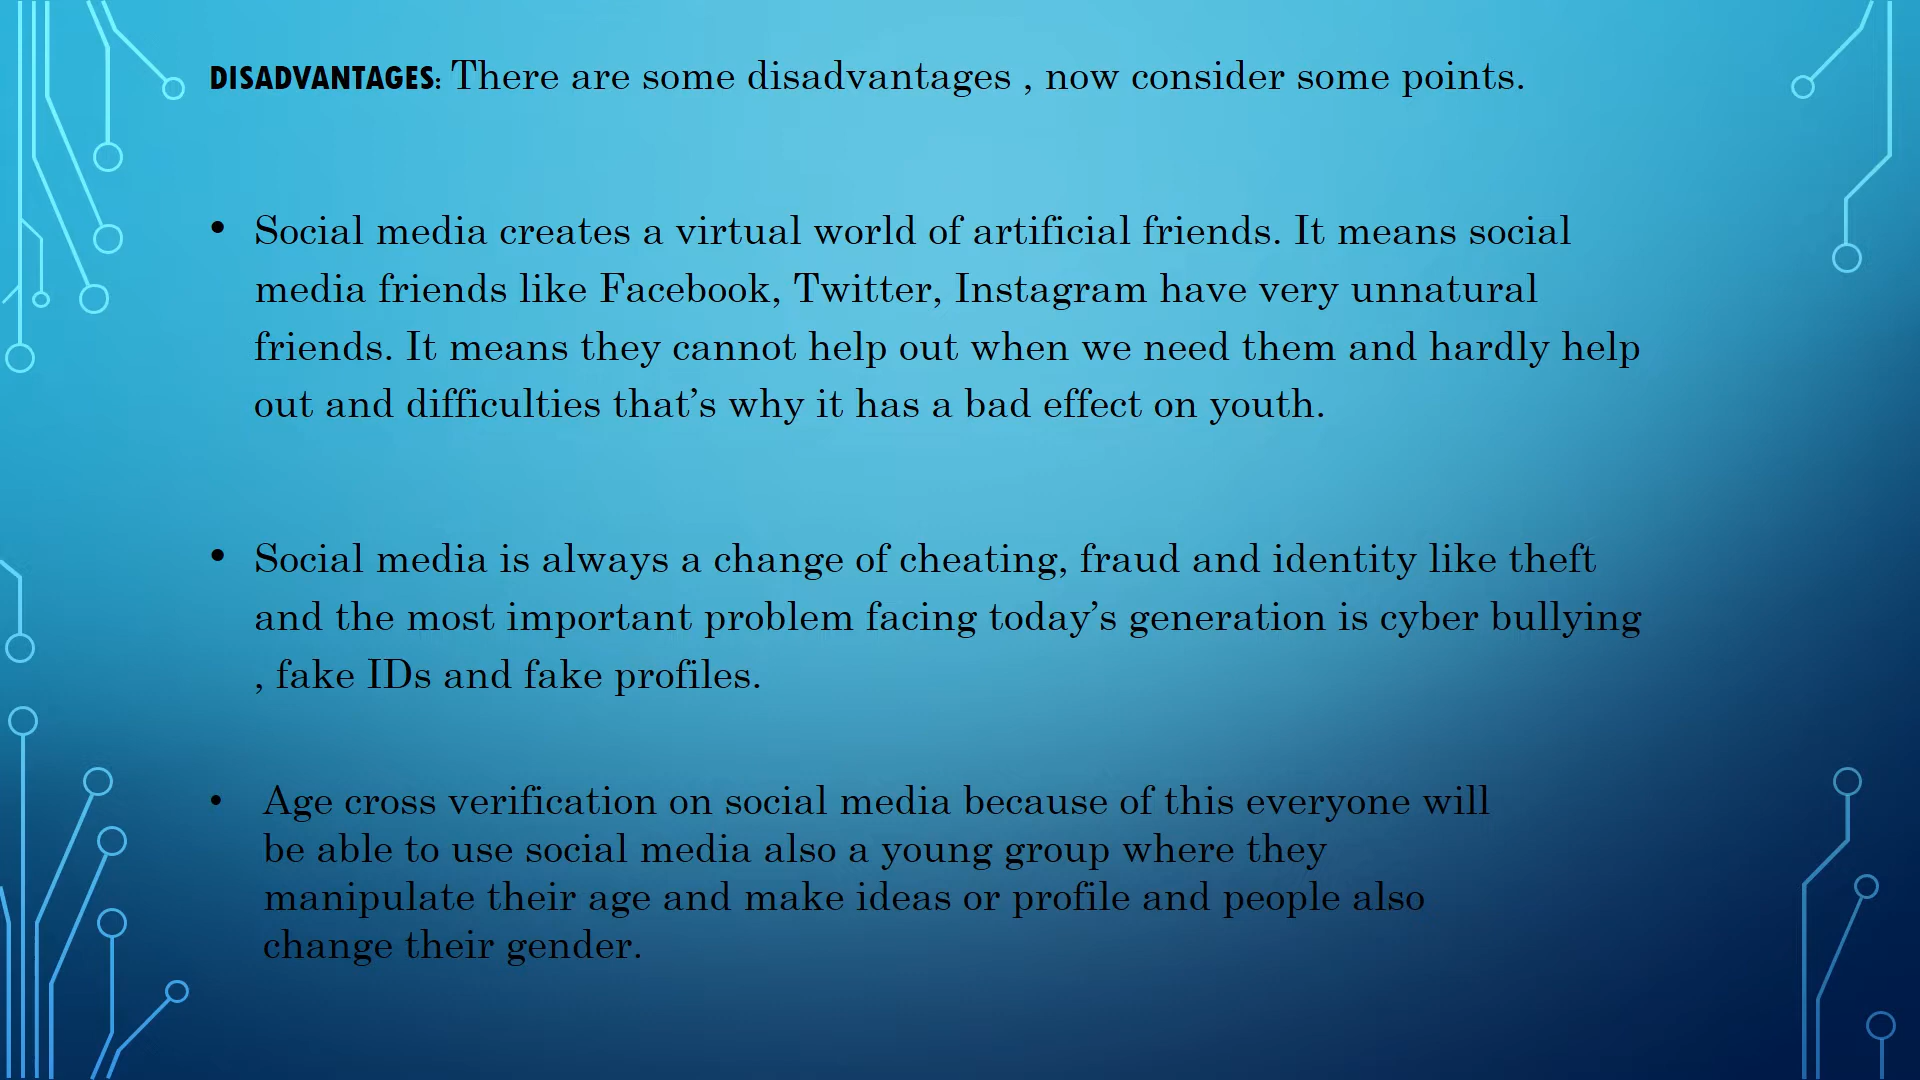 DISADVANTAGES: There are some disadvantages , now consider some points.
• Social media creates a virtual world of artificial friends. It means social
media friends like Facebook, Twitter, Instagram have very unnatural
friends. It means they cannot help out when we need them and hardly help
out and difficulties that’s why it has a bad effect on youth.
• Social media is always a change of cheating, fraud and identity like theft
and the most important problem facing today’s generation is cyber bullying
, fake IDs and fake profiles.
• Age cross verification on social media because of this everyone will
be able to use social media also a young group where they
manipulate their age and make ideas or profile and people also
change their gender.